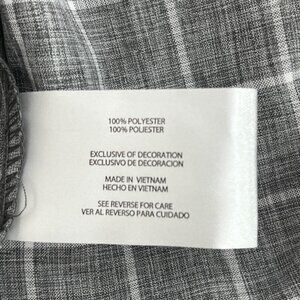 100% POLYESTER
100% POLIESTER
EXCLUSIVE OF DECORATION
EXCLUSIVO DE DECORACION
MADE IN VIETNAM
HECHO EN VIETNAM
SEE REVERSE FOR CARE
VER AL REVERSO PARA CUIDADO